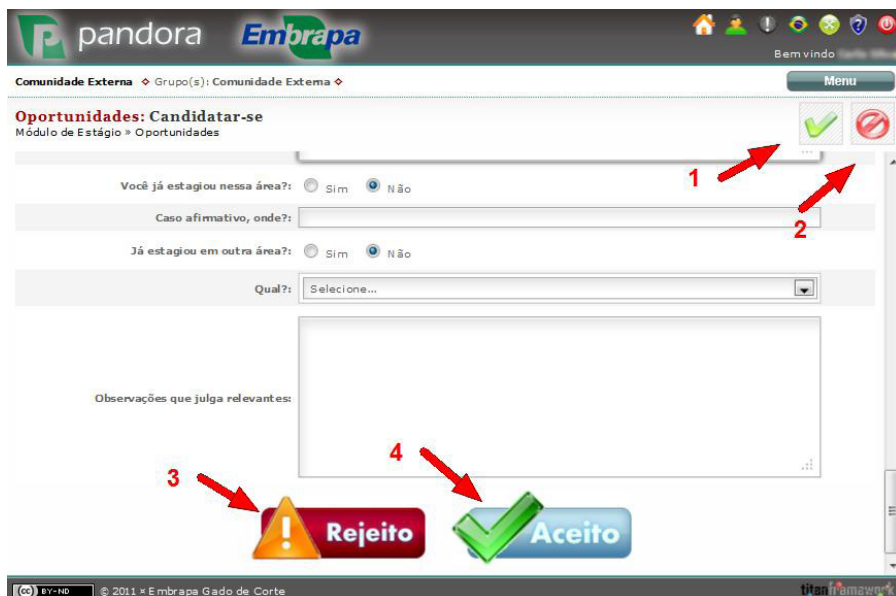 pandora Embrapa
Bem vindo
Comunidade Externa Grupo(s): Comunidade Externa
Menu
Oportunidades: Candidatar-se
Módulo de Estágio » Oportunidades
1
2
Você já estagiou nessa área?: Sim Não
Caso afirmativo, onde?:
Já estagiou em outra área?: Sim Não
Qual?: Selecione...
Observações que julga relevantes:
3
4
Rejeito
Aceito
(cc) BY-ND © 2011 × Embrapa Gado de Corte
titanframework